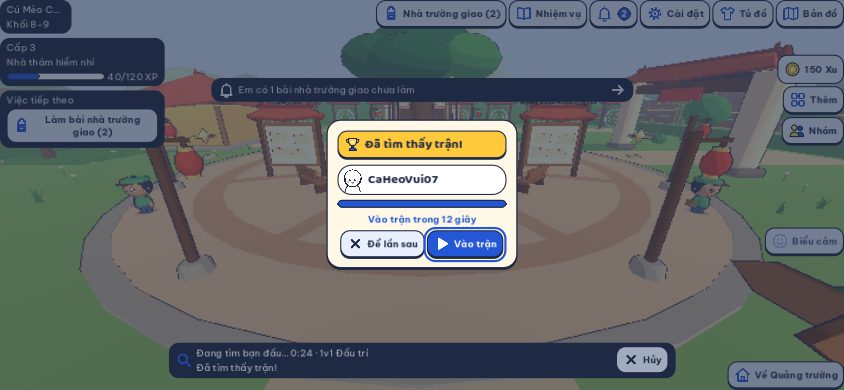 Cú Mèo C...
Khối 8-9
Nhà trường giao (2)
Nhiệm vụ
2
Cài đặt
Tủ đồ
Bản đồ
Cấp 3
Nhà thám hiểm nhí
40/120 XP
Việc tiếp theo
Làm bài nhà trường
giao (2)
Em có 1 bài nhà trường giao chưa làm
150 Xu
Thêm
Nhóm
Đã tìm thấy trận!
CaHeoVui07
Vào trận trong 12 giây
Để lần sau
Vào trận
Biểu cảm
Đang tìm bạn đấu... 0:24 · 1v1 Đấu trí
Đã tìm thấy trận!
Hủy
Về Quảng trường